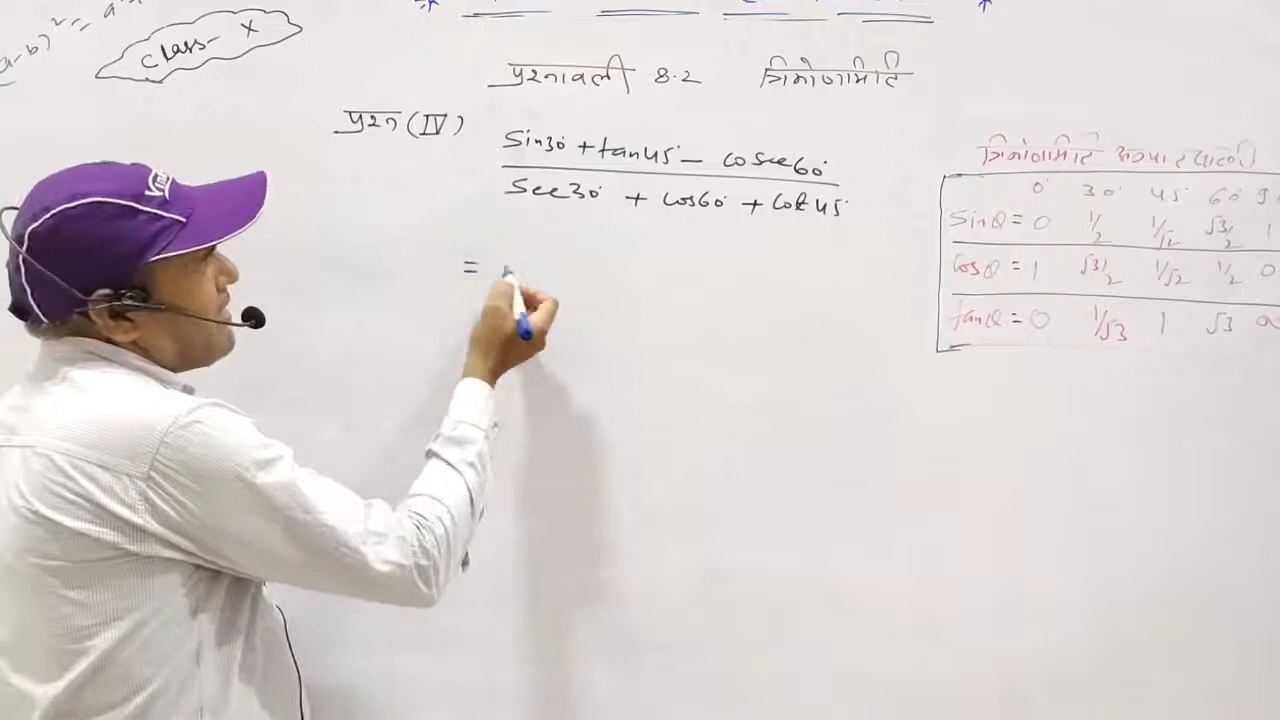 (a-b)² =
Class- X
प्रश्नावली 8.2 त्रिकोणमिति
प्रश्न (IV)
sin30° + tan45° - cosec60°
sec30° + cos60° + cot45°
=
त्रिकोणमिति अनुपात सारणी
0° 30° 45° 60°
sinθ = 0 1/2 1/√2 √3/2 1
cosθ = 1 √3/2 1/√2 1/2 0
tanθ = 0 1/√3 1 √3